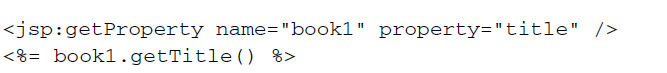 <jsp:getProperty name="book1" property="title" />
<%= book1.getTitle() %>